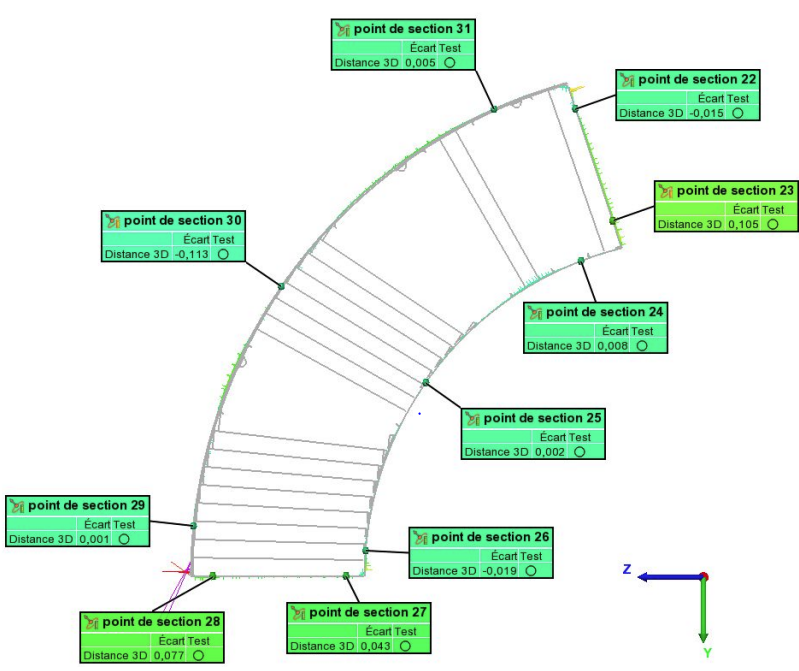 point de section 31
Écart Test
Distance 3D 0,005
point de section 22
Écart Test
Distance 3D -0,015
point de section 23
Écart Test
Distance 3D 0,105
point de section 30
Écart Test
Distance 3D -0,113
point de section 24
Écart Test
Distance 3D 0,008
point de section 25
Écart Test
Distance 3D 0,002
point de section 29
Écart Test
Distance 3D 0,001
point de section 26
Écart Test
Distance 3D -0,019
Z
point de section 28
Écart Test
Distance 3D 0,077
point de section 27
Écart Test
Distance 3D 0,043
Y